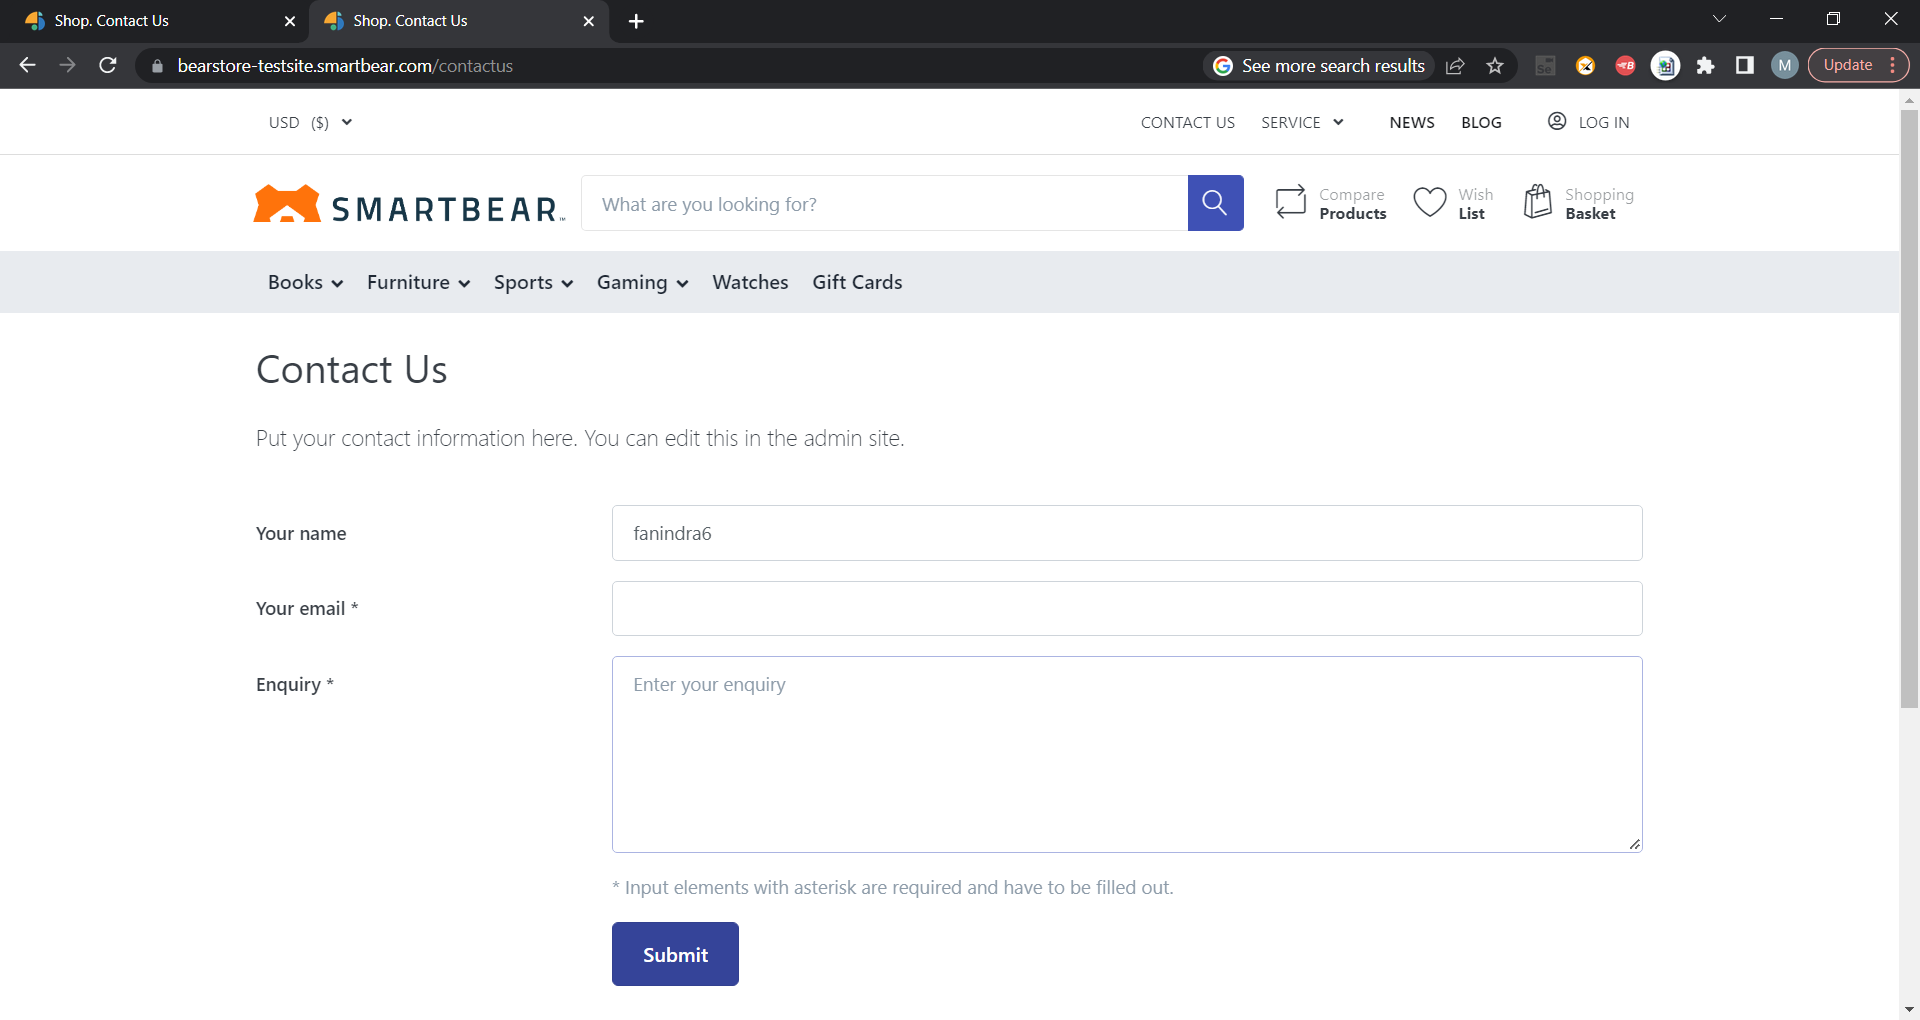 Shop. Contact Us
Shop. Contact Us
bearstore-testsite.smartbear.com/contactus
See more search results
Se
B
M
Update
USD ($)
CONTACT US
SERVICE
NEWS
BLOG
LOG IN
SMARTBEAR™
What are you looking for?
Compare
Products
Wish
List
Shopping
Basket
Books
Furniture
Sports
Gaming
Watches
Gift Cards
Contact Us
Put your contact information here. You can edit this in the admin site.
Your name
fanindra6
Your email *
Enquiry *
Enter your enquiry
* Input elements with asterisk are required and have to be filled out.
Submit